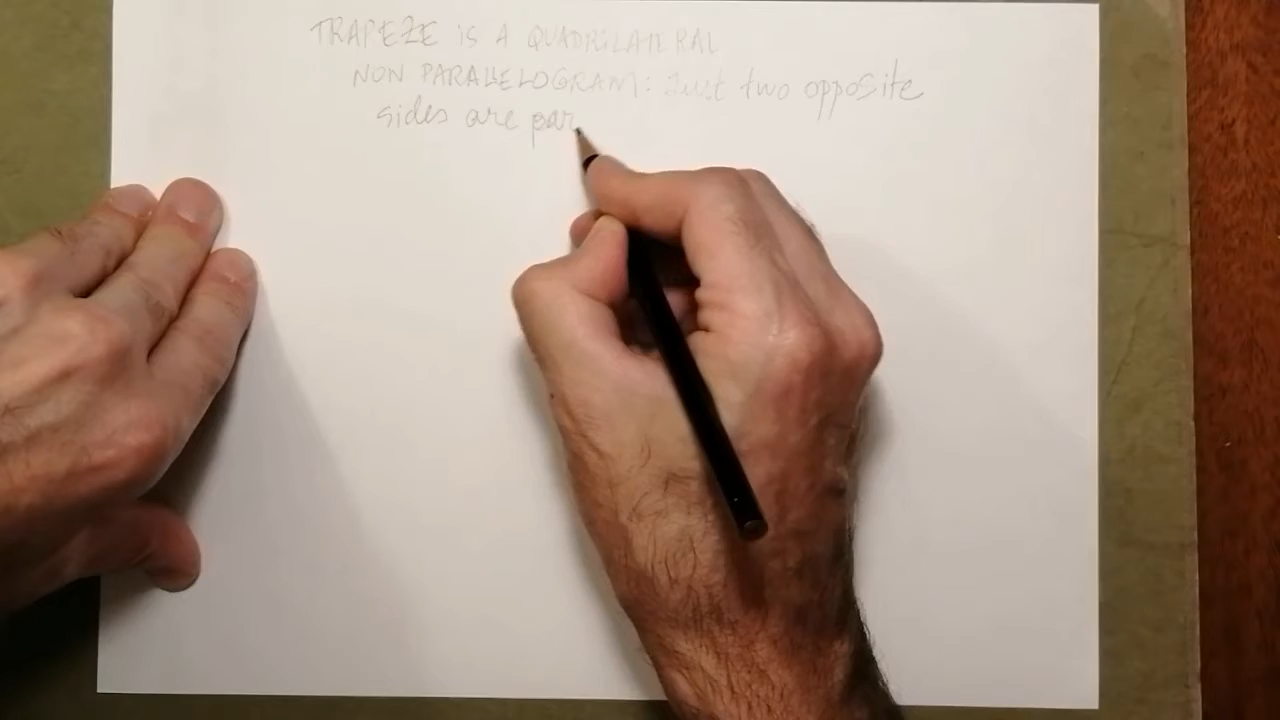 TRAPEZE IS A QUADRILATERAL
NON PARALLELOGRAM: Just two opposite
sides are par